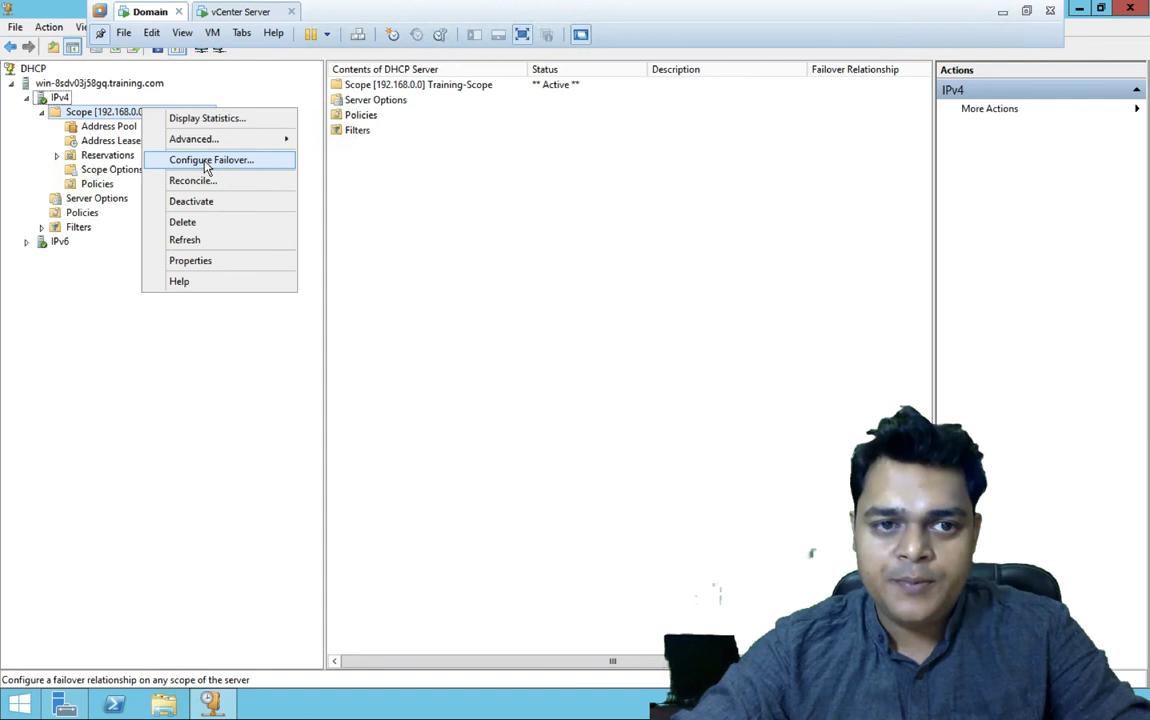 Domain
vCenter Server
File Action
File Edit View VM Tabs Help
DHCP
win-8sdv03j58gq.training.com
IPv4
Scope [192.168.0.0
Address Pool
Address Lease
Reservations
Scope Options
Policies
Server Options
Policies
Filters
IPv6
Display Statistics...
Advanced...
Configure Failover...
Reconcile...
Deactivate
Delete
Refresh
Properties
Help
Contents of DHCP Server Status Description Failover Relationship
Scope [192.168.0.0] Training-Scope ** Active **
Server Options
Policies
Filters
Actions
IPv4
More Actions
Configure a failover relationship on any scope of the server